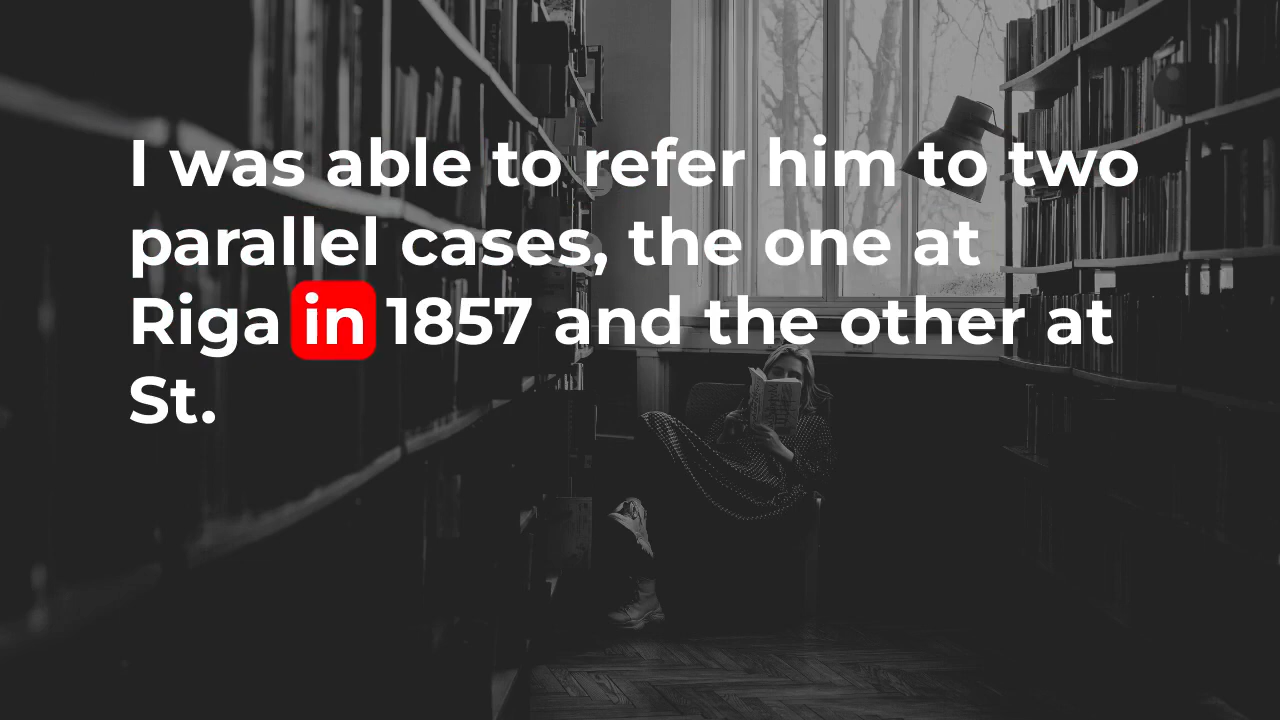 I was able to refer him to two
parallel cases, the one at
Riga in 1857 and the other at
St.